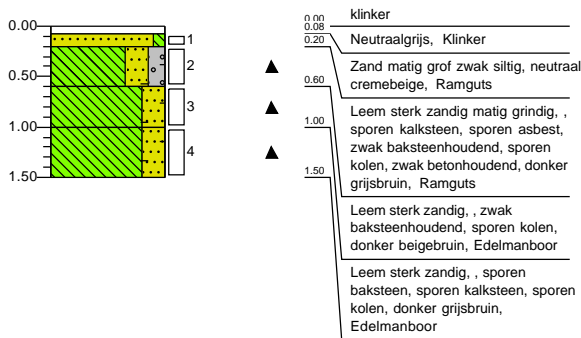 0.00
0.50
1.00
1.50
1
2
3
4
0.00
klinker
0.08
Neutraalgrijs, Klinker
0.20
Zand matig grof zwak siltig, neutraal
cremebeige, Ramguts
0.60
Leem sterk zandig matig grindig, ,
sporen kalksteen, sporen asbest,
zwak baksteenhoudend, sporen
kolen, zwak betonhoudend, donker
grijsbruin, Ramguts
1.00
Leem sterk zandig, , zwak
baksteenhoudend, sporen kolen,
donker beigebruin, Edelmanboor
1.50
Leem sterk zandig, , sporen
baksteen, sporen kalksteen, sporen
kolen, donker grijsbruin,
Edelmanboor